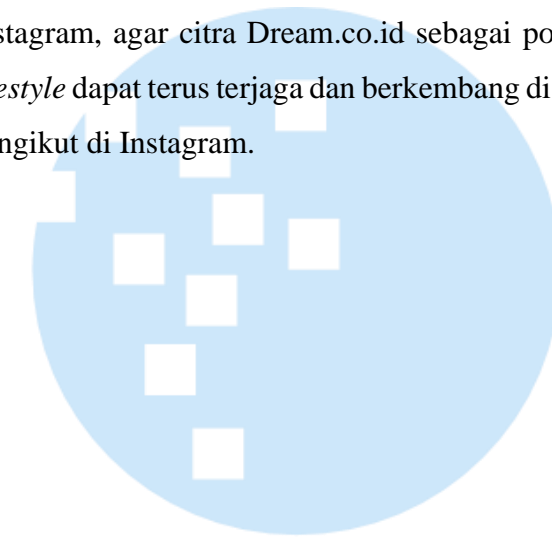 stagram, agar citra Dream.co.id sebagai po
estyle dapat terus terjaga dan berkembang di
ngikut di Instagram.